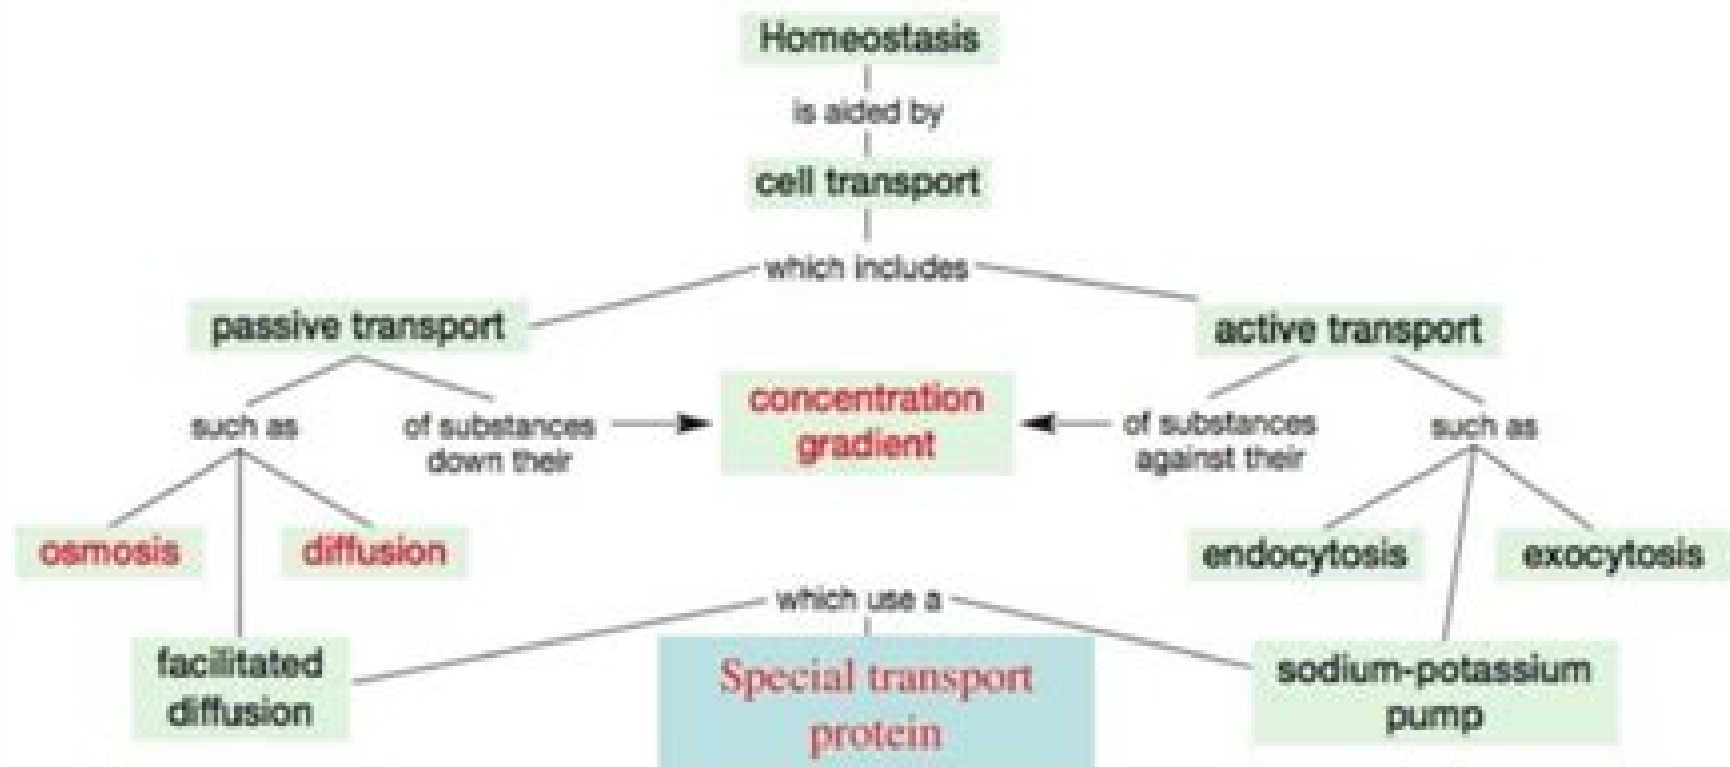 Homeostasis
is aided by
cell transport
which includes
passive transport
active transport
such as
of substances
down their
concentration
gradient
of substances
against their
such as
osmosis
diffusion
endocytosis
exocytosis
which use a
facilitated
diffusion
Special transport
protein
sodium-potassium
pump